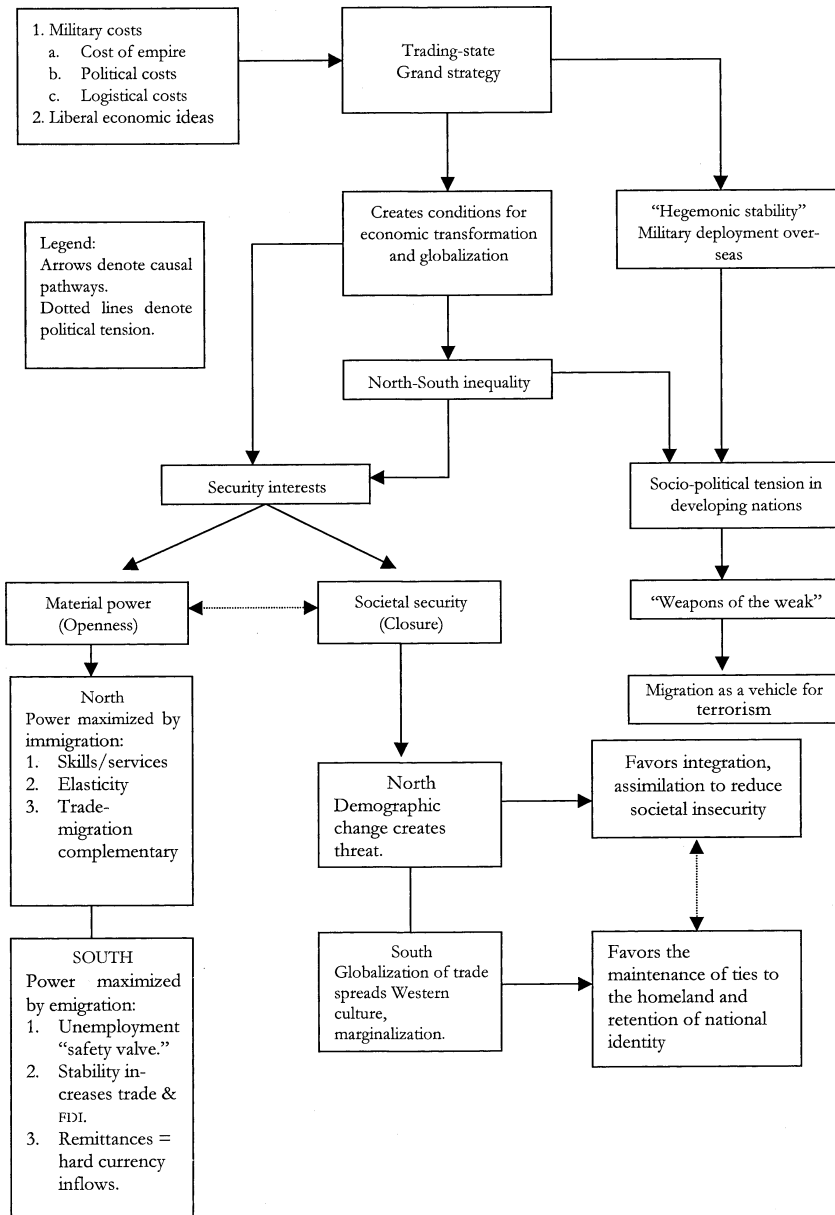 1. Military costs
a. Cost of empire
b. Political costs
c. Logistical costs
2. Liberal economic ideas
Trading-state
Grand strategy
Creates conditions for
economic transformation
and globalization
“Hegemonic stability”
Military deployment over-
seas
Legend:
Arrows denote causal
pathways.
Dotted lines denote
political tension.
North-South inequality
Security interests
Socio-political tension in
developing nations
Material power
(Openness)
Societal security
(Closure)
“Weapons of the weak”
Migration as a vehicle for
terrorism
North
Power maximized by
immigration:
1. Skills/services
2. Elasticity
3. Trade-
migration
complementary
North
Demographic
change creates
threat.
Favors integration,
assimilation to reduce
societal insecurity
SOUTH
Power maximized
by emigration:
1. Unemployment
“safety valve.”
2. Stability in-
creases trade &
FDI.
3. Remittances =
hard currency
inflows.
South
Globalization of trade
spreads Western
culture,
marginalization.
Favors the
maintenance of ties to
the homeland and
retention of national
identity